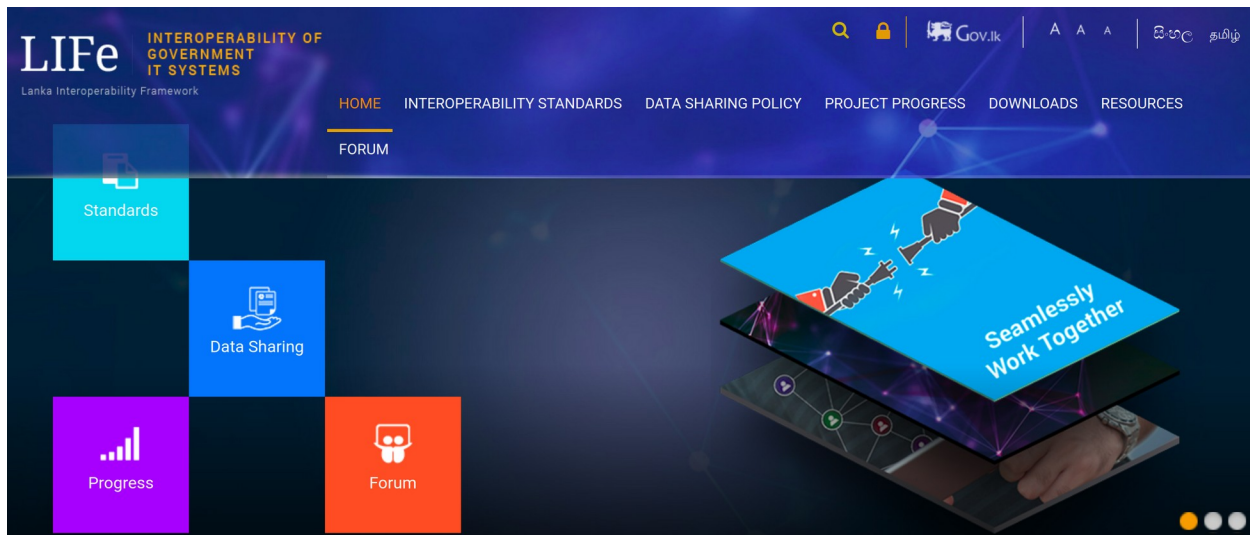 LIFe
INTEROPERABILITY OF
GOVERNMENT
IT SYSTEMS
Lanka Interoperability Framework
Gov.lk
A A A
සිංහල தமிழ்
HOME INTEROPERABILITY STANDARDS DATA SHARING POLICY PROJECT PROGRESS DOWNLOADS RESOURCES
FORUM
Standards
Data Sharing
Progress
Forum
Seamlessly
Work Together